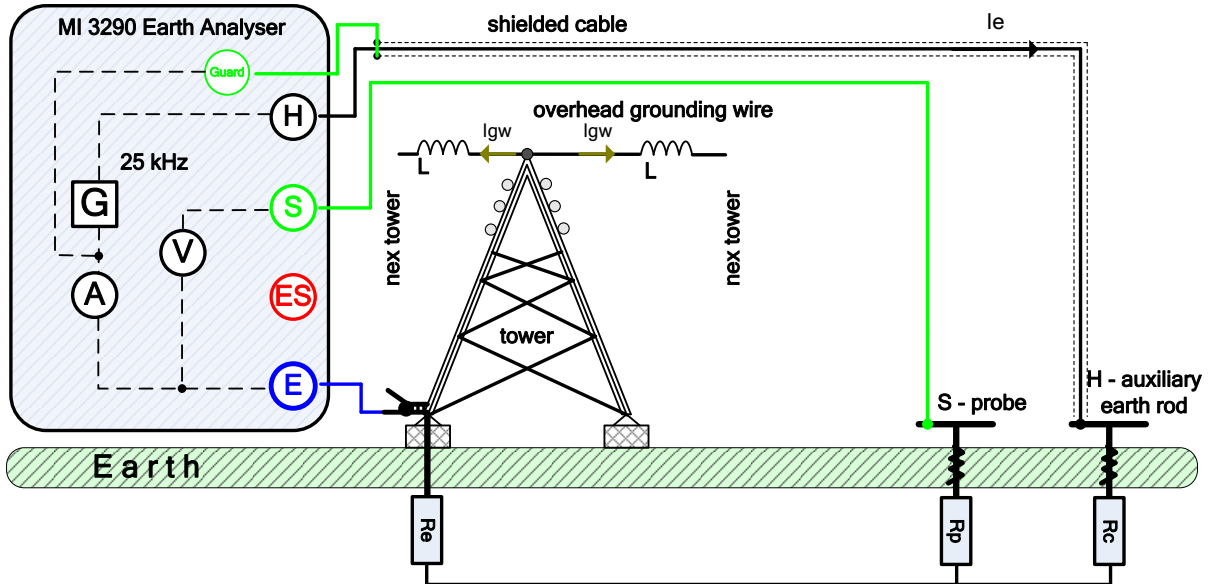 MI 3290 Earth Analyser
shielded cable
Ie
Guard
H
overhead grounding wire
Igw
Igw
25 kHz
L
L
G
S
V
nex tower
nex tower
A
ES
tower
E
S - probe
H - auxiliary
earth rod
Earth
Re
Rp
Rc